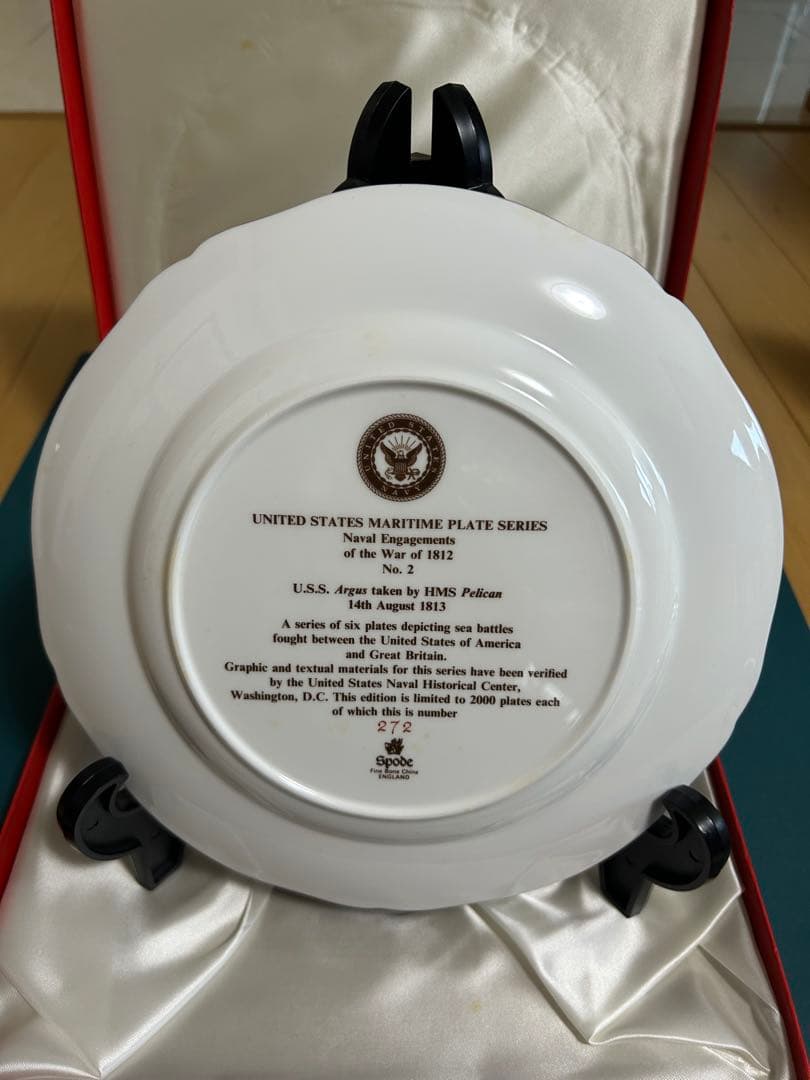 UNITED STATES NAVY
UNITED STATES MARITIME PLATE SERIES
Naval Engagements
of the War of 1812
No. 2
U.S.S. Argus taken by HMS Pelican
14th August 1813
A series of six plates depicting sea battles
fought between the United States of America
and Great Britain.
Graphic and textual materials for this series have been verified
by the United States Naval Historical Center,
Washington, D.C. This edition is limited to 2000 plates each
of which this is number
272
Spode
Fine Bone China
ENGLAND